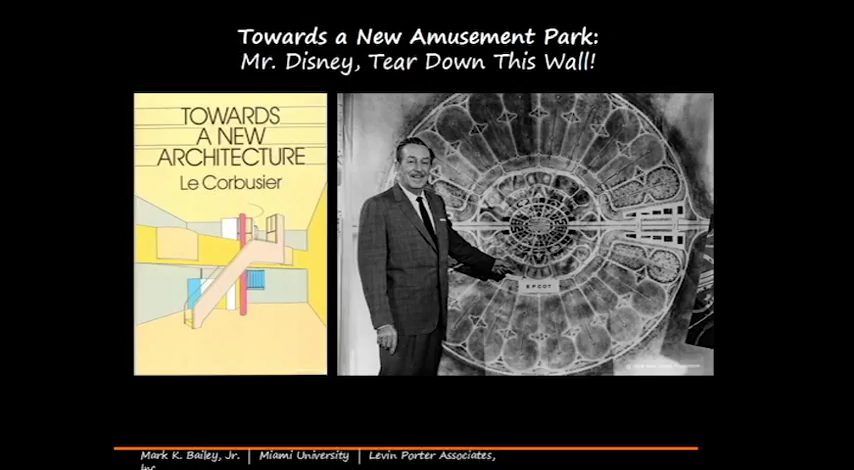 Towards a New Amusement Park:
Mr. Disney, Tear Down This Wall!
TOWARDS
A NEW
ARCHITECTURE
Le Corbusier
EPCOT
Mark K. Bailey, Jr. | Miami University | Levin Porter Associates,
Inc